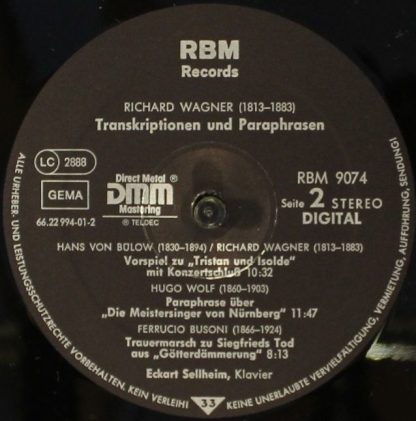 RBM
Records
RICHARD WAGNER (1813–1883)
Transkriptionen und Paraphrasen
LC 2888
GEMA
66.22 994-01-2
Direct Metal ®
DMM
Mastering
Ⓟ TELDEC
RBM 9074
Seite 2 STEREO
DIGITAL
HANS VON BÜLOW (1830–1894) / RICHARD WAGNER (1813–1883)
Vorspiel zu „Tristan und Isolde"
mit Konzertschluß 10:32
HUGO WOLF (1860–1903)
Paraphrase über
„Die Meistersinger von Nürnberg" 11:47
FERRUCIO BUSONI (1866–1924)
Trauermarsch zu Siegfrieds Tod
aus „Götterdämmerung" 8:13
Eckart Sellheim, Klavier
ALLE URHEBER- UND LEISTUNGSSCHUTZRECHTE VORBEHALTEN. KEIN VERLEIH! 33 KEINE UNERLAUBTE VERVIELFÄLTIGUNG, VERMIETUNG, AUFFÜHRUNG, SENDUNG!